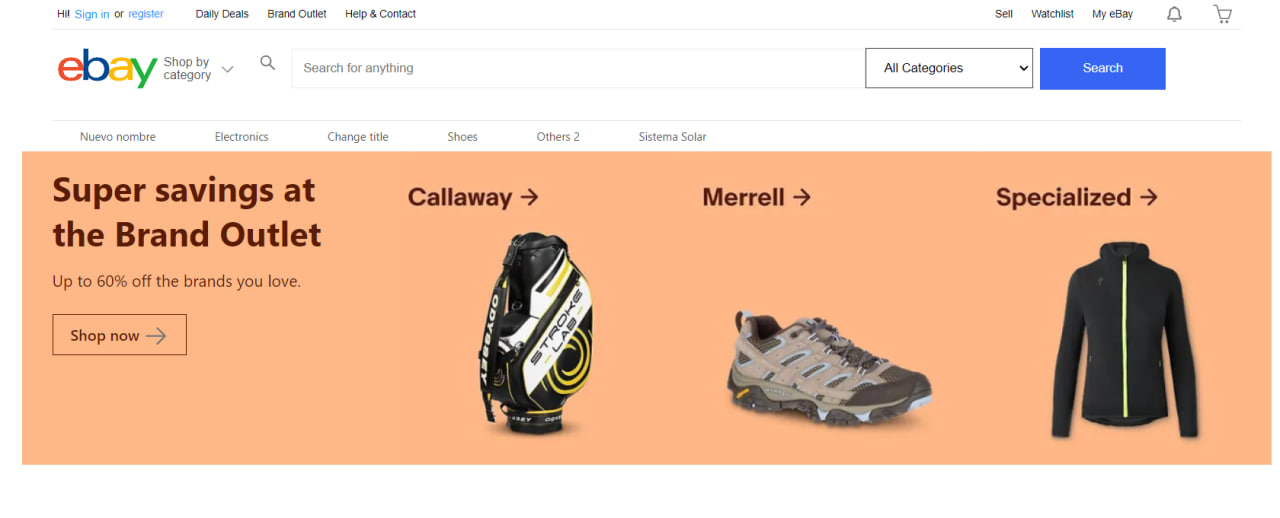 Hi! Sign in or register Daily Deals Brand Outlet Help & Contact Sell Watchlist My eBay
ebay Shop by category Search for anything All Categories Search
Nuevo nombre Electronics Change title Shoes Others 2 Sistema Solar
Super savings at
the Brand Outlet
Up to 60% off the brands you love.
Shop now
Callaway →
Merrell →
Specialized →
ODYSSEY
STROKE
LAB
ODYSSEY